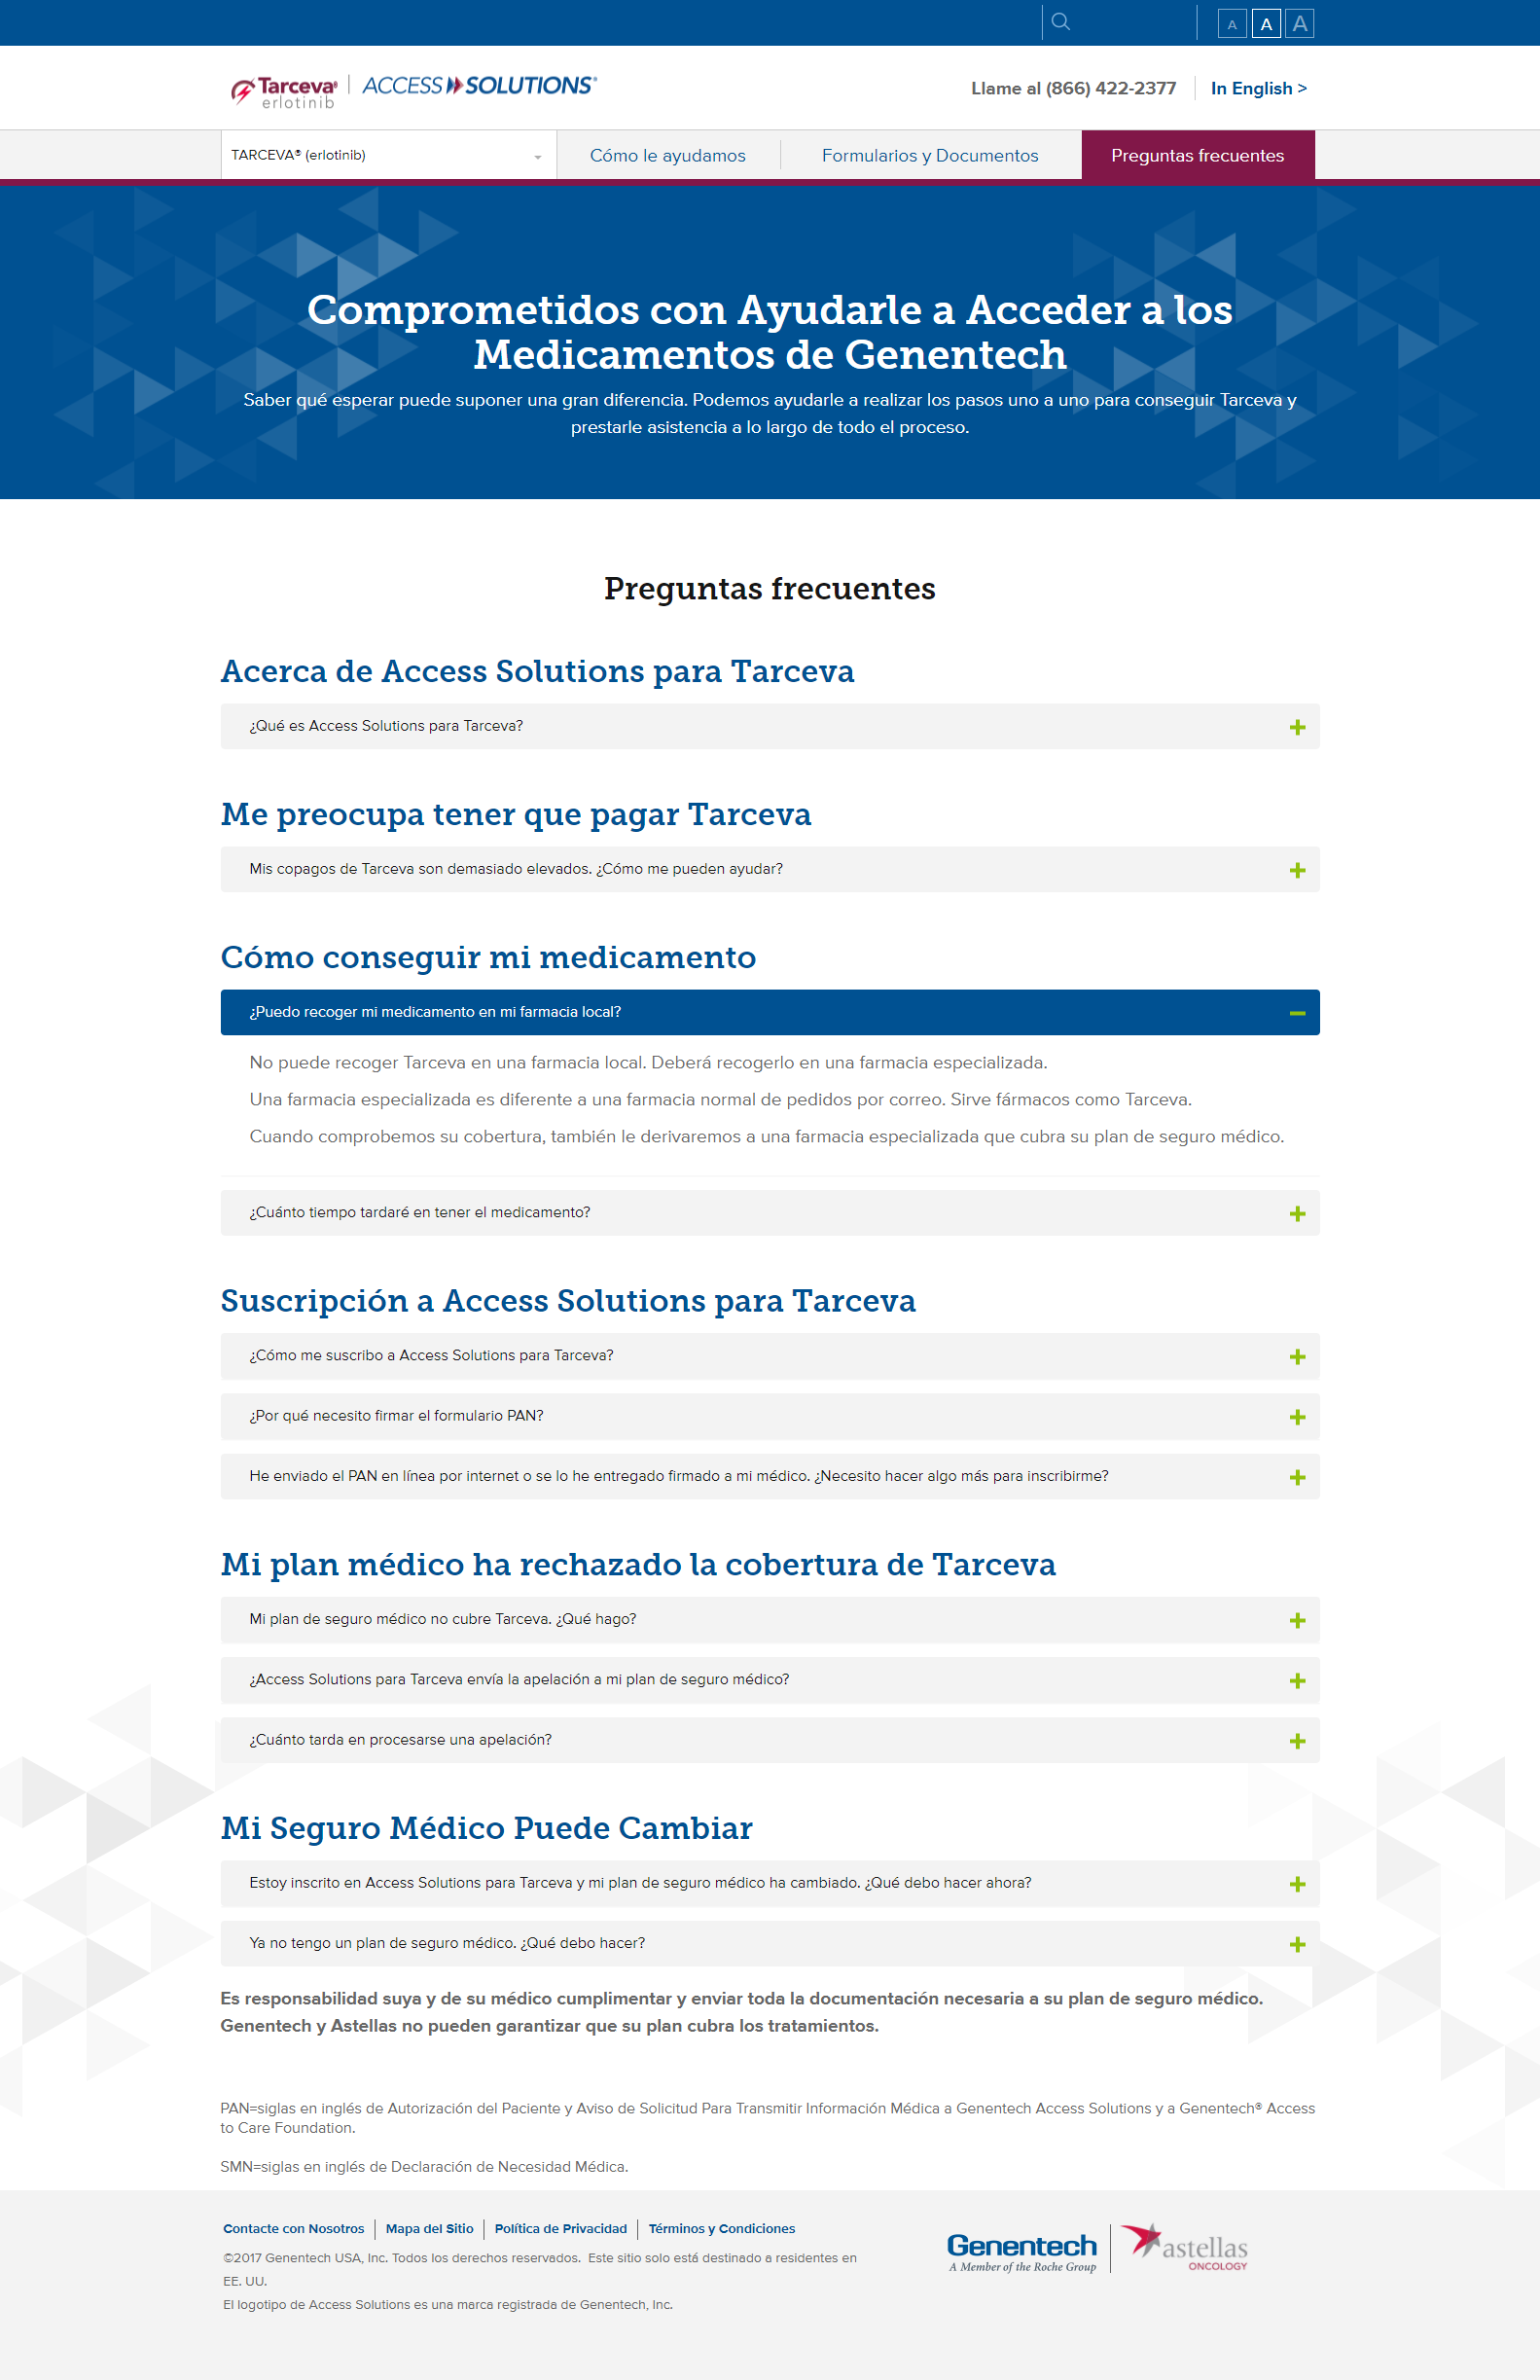 A A A
Tarceva® | ACCESS SOLUTIONS®
erlotinib
Llame al (866) 422-2377
In English >
TARCEVA® (erlotinib)
Cómo le ayudamos
Formularios y Documentos
Preguntas frecuentes
Comprometidos con Ayudarle a Acceder a los
Medicamentos de Genentech
Saber qué esperar puede suponer una gran diferencia. Podemos ayudarle a realizar los pasos uno a uno para conseguir Tarceva y
prestarle asistencia a lo largo de todo el proceso.
Preguntas frecuentes
Acerca de Access Solutions para Tarceva
¿Qué es Access Solutions para Tarceva?
Me preocupa tener que pagar Tarceva
Mis copagos de Tarceva son demasiado elevados. ¿Cómo me pueden ayudar?
Cómo conseguir mi medicamento
¿Puedo recoger mi medicamento en mi farmacia local?
No puede recoger Tarceva en una farmacia local. Deberá recogerlo en una farmacia especializada.
Una farmacia especializada es diferente a una farmacia normal de pedidos por correo. Sirve fármacos como Tarceva.
Cuando comprobemos su cobertura, también le derivaremos a una farmacia especializada que cubra su plan de seguro médico.
¿Cuánto tiempo tardaré en tener el medicamento?
Suscripción a Access Solutions para Tarceva
¿Cómo me suscribo a Access Solutions para Tarceva?
¿Por qué necesito firmar el formulario PAN?
He enviado el PAN en línea por internet o se lo he entregado firmado a mi médico. ¿Necesito hacer algo más para inscribirme?
Mi plan médico ha rechazado la cobertura de Tarceva
Mi plan de seguro médico no cubre Tarceva. ¿Qué hago?
¿Access Solutions para Tarceva envía la apelación a mi plan de seguro médico?
¿Cuánto tarda en procesarse una apelación?
Mi Seguro Médico Puede Cambiar
Estoy inscrito en Access Solutions para Tarceva y mi plan de seguro médico ha cambiado. ¿Qué debo hacer ahora?
Ya no tengo un plan de seguro médico. ¿Qué debo hacer?
Es responsabilidad suya y de su médico cumplimentar y enviar toda la documentación necesaria a su plan de seguro médico.
Genentech y Astellas no pueden garantizar que su plan cubra los tratamientos.
PAN=siglas en inglés de Autorización del Paciente y Aviso de Solicitud Para Transmitir Información Médica a Genentech Access Solutions y a Genentech® Access
to Care Foundation.
SMN=siglas en inglés de Declaración de Necesidad Médica.
Contacte con Nosotros | Mapa del Sitio | Política de Privacidad | Términos y Condiciones
©2017 Genentech USA, Inc. Todos los derechos reservados. Este sitio solo está destinado a residentes en
EE. UU.
El logotipo de Access Solutions es una marca registrada de Genentech, Inc.
Genentech
A Member of the Roche Group
astellas
ONCOLOGY